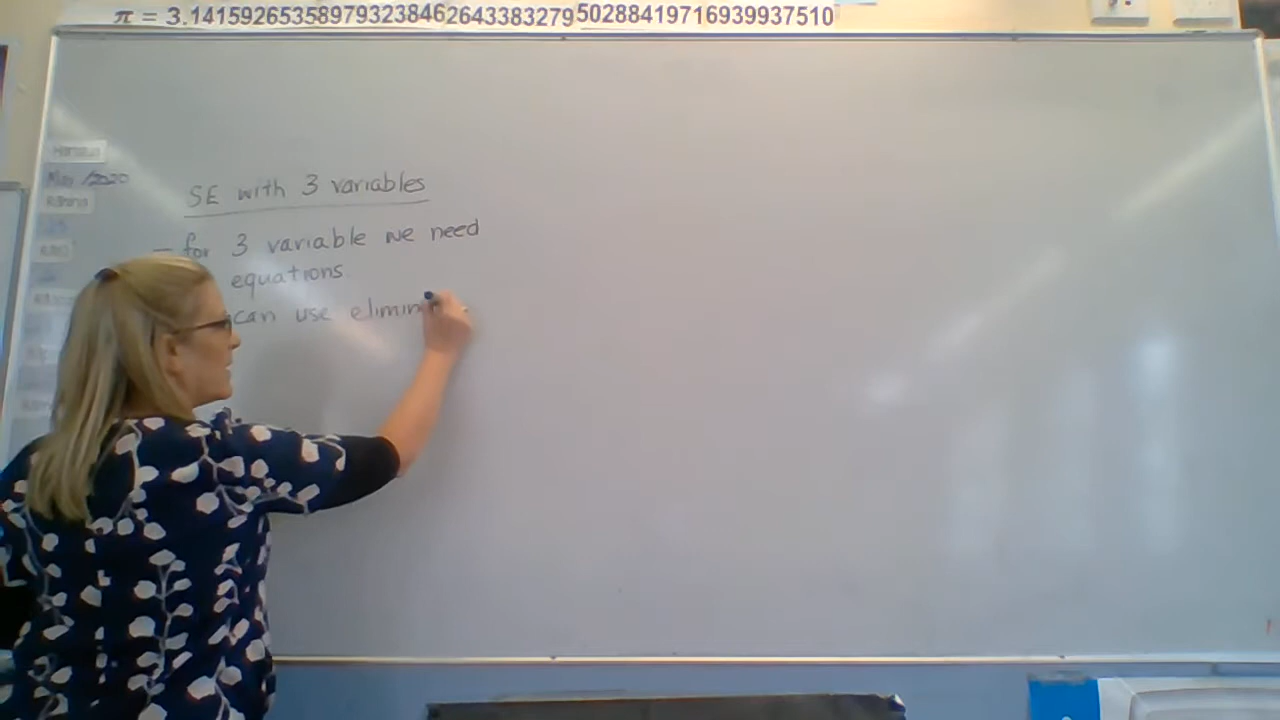 π = 3.14159265358979323846264338327950288419716939937510
SE with 3 variables
– for 3 variable we need
equations
can use elimin